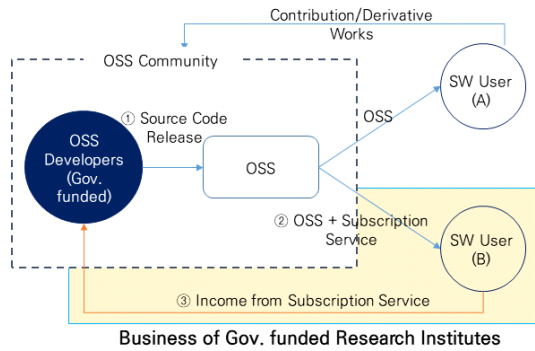 Contribution/Derivative
Works
OSS Community
SW User
(A)
① Source Code
Release
OSS
OSS
Developers
(Gov.
funded)
OSS
② OSS + Subscription
Service
SW User
(B)
③ Income from Subscription Service
Business of Gov. funded Research Institutes